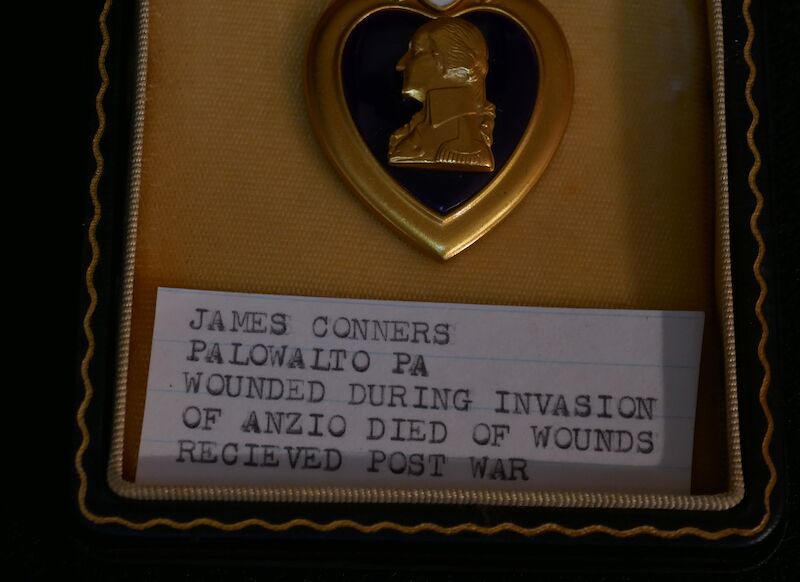 JAMES CONNERS
PALOWALTO PA
WOUNDED DURING INVASION
OF ANZIO DIED OF WOUNDS
RECIEVED POST WAR